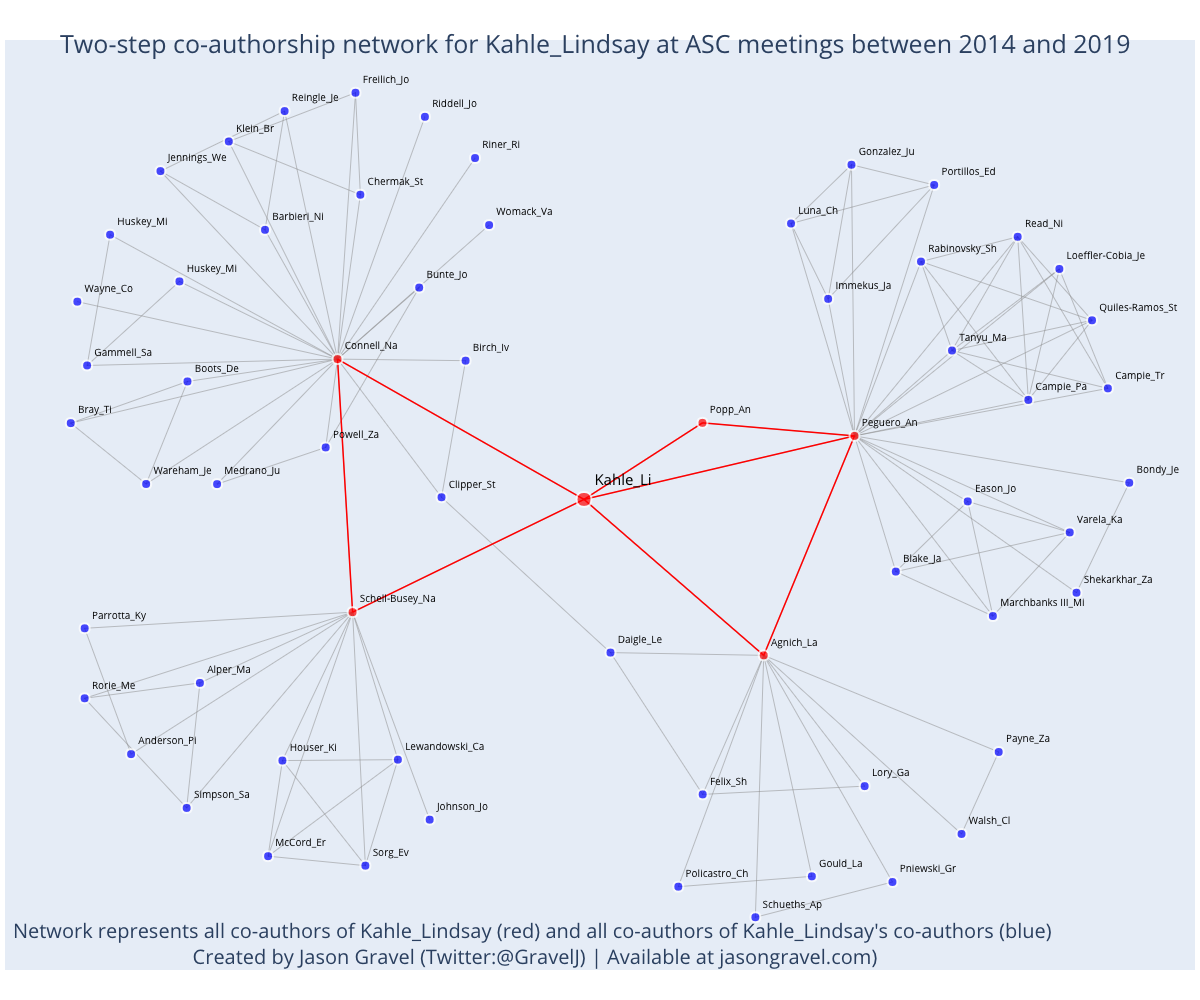 Two-step co-authorship network for Kahle_Lindsay at ASC meetings between 2014 and 2019
Freilich_Jo
Reingle_Je
Riddell_Jo
Klein_Br
Riner_Ri
Jennings_We
Chermak_St
Womack_Va
Huskey_Mi
Barbieri_Ni
Huskey_Mi
Bunte_Jo
Wayne_Co
Connell_Na
Gammell_Sa
Birch_Iv
Boots_De
Bray_Ti
Powell_Za
Wareham_Je
Medrano_Ju
Clipper_St
Gonzalez_Ju
Portillos_Ed
Luna_Ch
Read_Ni
Rabinovsky_Sh
Loeffler-Cobia_Je
Immekus_Ja
Quiles-Ramos_St
Tanyu_Ma
Campie_Tr
Campie_Pa
Popp_An
Peguero_An
Kahle_Li
Bondy_Je
Eason_Jo
Varela_Ka
Blake_Ja
Shekarkhar_Za
Marchbanks III_Mi
Schell-Busey_Na
Parrotta_Ky
Daigle_Le
Agnich_La
Alper_Ma
Rorie_Me
Anderson_Pi
Houser_Ki
Lewandowski_Ca
Payne_Za
Simpson_Sa
Johnson_Jo
Felix_Sh
Lory_Ga
Walsh_Cl
McCord_Er
Sorg_Ev
Policastro_Ch
Gould_La
Pniewski_Gr
Schueths_Ap
Network represents all co-authors of Kahle_Lindsay (red) and all co-authors of Kahle_Lindsay's co-authors (blue)
Created by Jason Gravel (Twitter:@GravelJ) | Available at jasongravel.com)